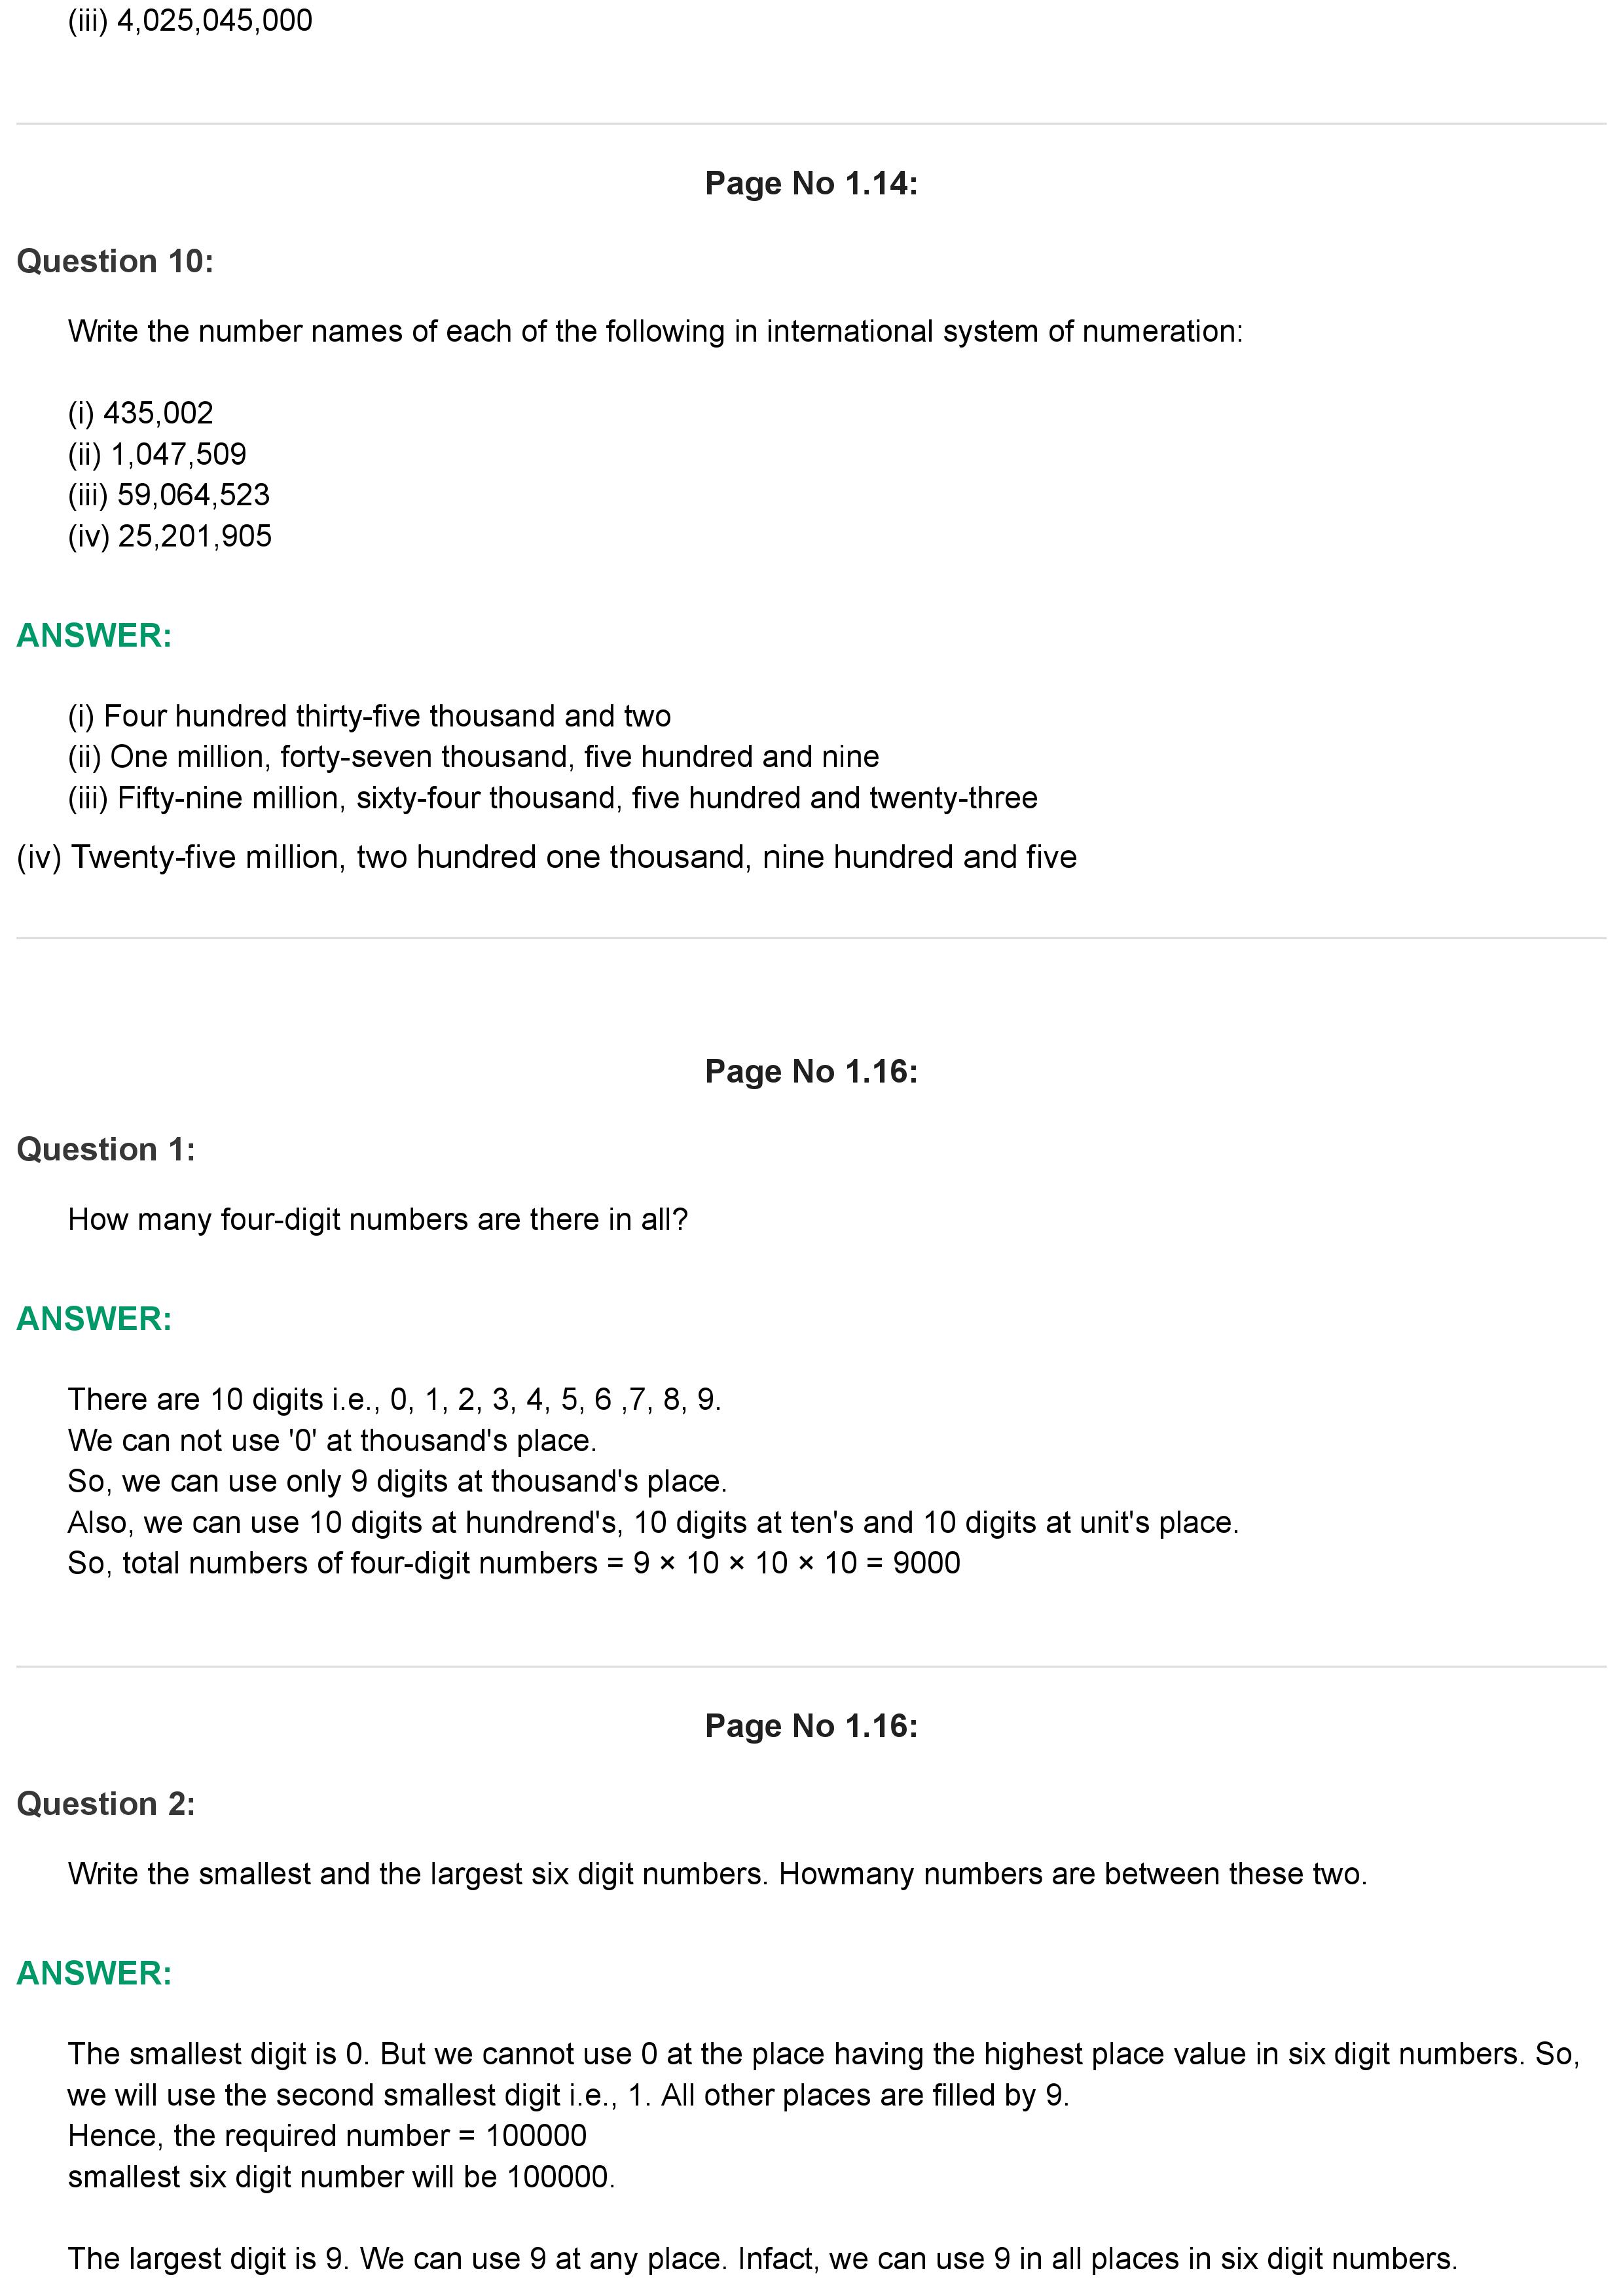 (iii) 4,025,045,000
Page No 1.14:
Question 10:
Write the number names of each of the following in international system of numeration:
(i) 435,002
(ii) 1,047,509
(iii) 59,064,523
(iv) 25,201,905
ANSWER:
(i) Four hundred thirty-five thousand and two
(ii) One million, forty-seven thousand, five hundred and nine
(iii) Fifty-nine million, sixty-four thousand, five hundred and twenty-three
(iv) Twenty-five million, two hundred one thousand, nine hundred and five
Page No 1.16:
Question 1:
How many four-digit numbers are there in all?
ANSWER:
There are 10 digits i.e., 0, 1, 2, 3, 4, 5, 6 ,7, 8, 9.
We can not use '0' at thousand's place.
So, we can use only 9 digits at thousand's place.
Also, we can use 10 digits at hundrend's, 10 digits at ten's and 10 digits at unit's place.
So, total numbers of four-digit numbers = 9 × 10 × 10 × 10 = 9000
Page No 1.16:
Question 2:
Write the smallest and the largest six digit numbers. Howmany numbers are between these two.
ANSWER:
The smallest digit is 0. But we cannot use 0 at the place having the highest place value in six digit numbers. So,
we will use the second smallest digit i.e., 1. All other places are filled by 9.
Hence, the required number = 100000
smallest six digit number will be 100000.
The largest digit is 9. We can use 9 at any place. Infact, we can use 9 in all places in six digit numbers.